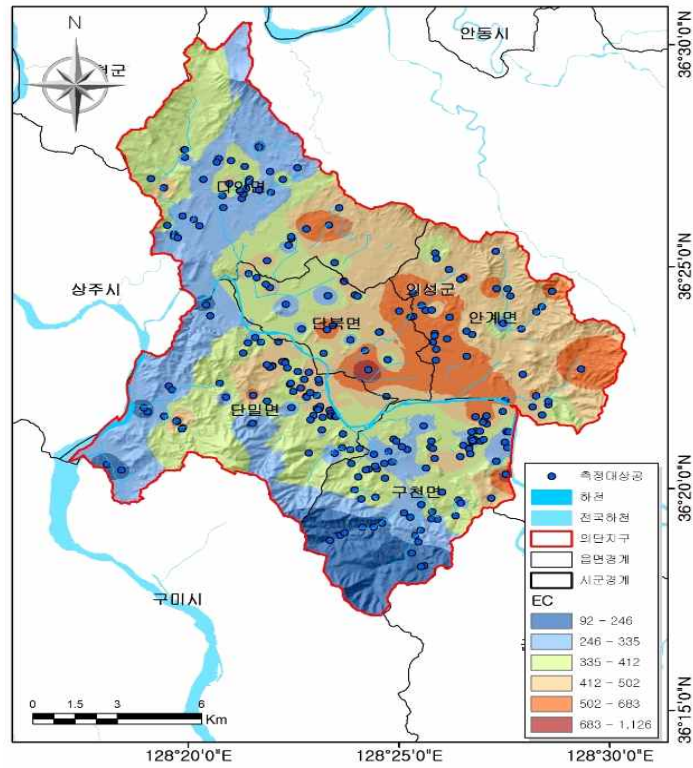 N
안동시
36°30'0"N
다인면
36°25'0"N
상주시
의성군
단북면
안계면
단밀면
구천면
36°20'0"N
구미시
측정대상공
하천
전국하천
의단지구
읍면경계
시군경계
EC
92 - 246
246 - 335
335 - 412
412 - 502
502 - 683
683 - 1,126
0 1.5 3 6
Km
36°15'0"N
128°20'0"E 128°25'0"E 128°30'0"E